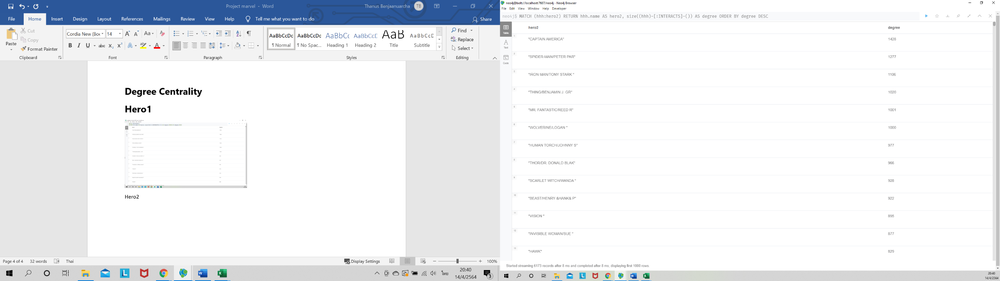 Project marvel - Word
Thanus Benjaanuarcha
TB
File Home Insert Design Layout References Mailings Review View Help Tell me what you want to do
Share
Paste
Cut
Copy
Format Painter
Clipboard
Cordia New (Boc 14
Font
Paragraph
AaBbCcDc AaBbCcDc AaBbCc AaBbCcE AaB AaBbCcD
¶ Normal ¶ No Spac... Heading 1 Heading 2 Title Subtitle
Styles
Find
Replace
Select
Editing
Degree Centrality
Hero1
Hero2
Page 4 of 4 32 words Thai
Display Settings
100%
ไทย
20:40
14/4/2564
3
neo4j@bolt://localhost:7687/neo4j - Neo4j Browser
File Edit View Window Help Developer
neo4j$ MATCH (hhh:hero2) RETURN hhh.name AS hero2, size((hhh)-[:INTERACTS]-()) AS degree ORDER BY degree DESC
Table
Text
Code
hero2 degree
1 "CAPTAIN AMERICA" 1428
2 "SPIDER-MAN/PETER PAR" 1277
3 "IRON MAN/TONY STARK " 1106
4 "THING/BENJAMIN J. GR" 1020
5 "MR. FANTASTIC/REED R" 1001
6 "WOLVERINE/LOGAN " 1000
7 "HUMAN TORCH/JOHNNY S" 977
8 "THOR/DR. DONALD BLAK" 966
9 "SCARLET WITCH/WANDA " 928
10 "BEAST/HENRY &HANK& P" 922
11 "VISION " 895
12 "INVISIBLE WOMAN/SUE " 877
13 "HAWK" 829
Started streaming 6173 records after 8 ms and completed after 8 ms, displaying first 1000 rows.
20:40
14/4/2564